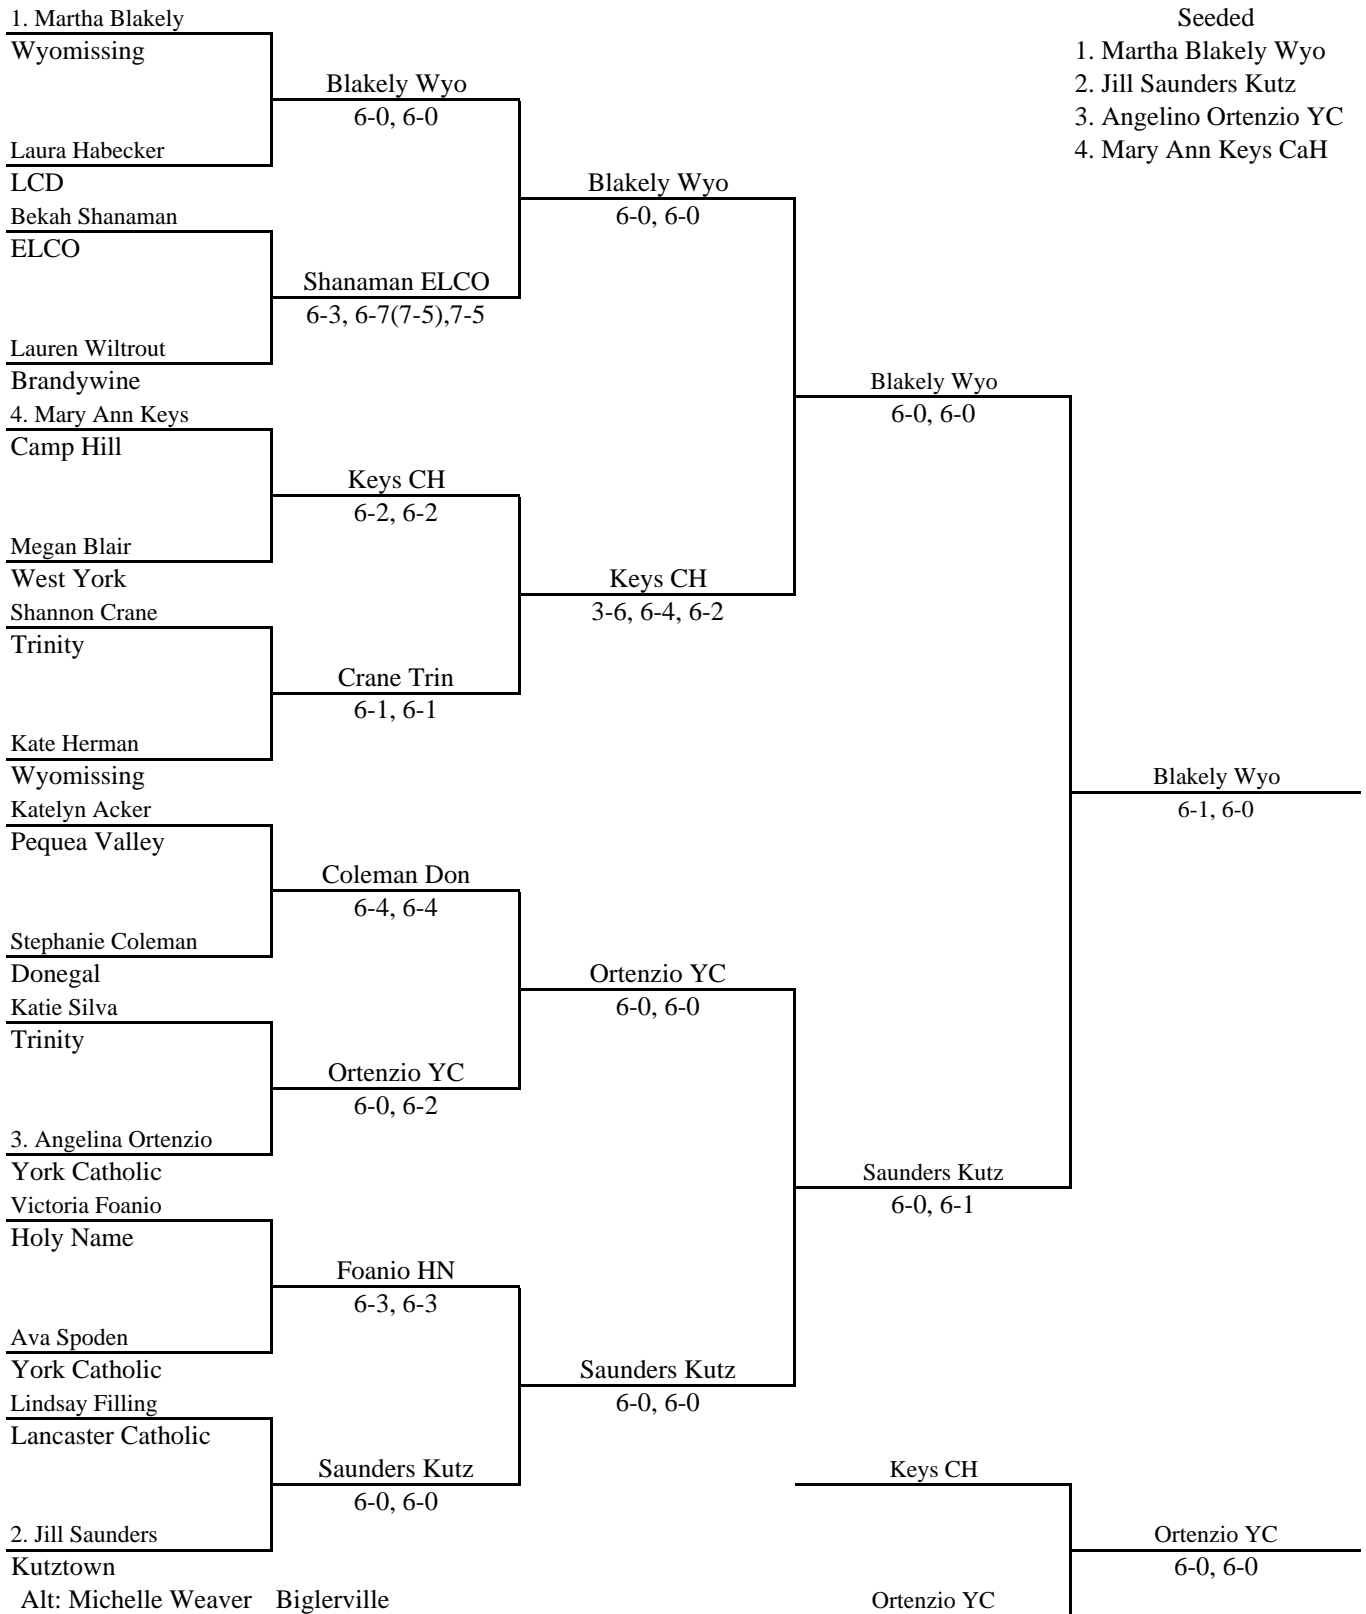 1. Martha Blakely
Wyomissing
Blakely Wyo
6-0, 6-0
Laura Habecker
LCD
Blakely Wyo
6-0, 6-0
Bekah Shanaman
ELCO
Shanaman ELCO
6-3, 6-7(7-5),7-5
Lauren Wiltrout
Brandywine
Blakely Wyo
6-0, 6-0
4. Mary Ann Keys
Camp Hill
Keys CH
6-2, 6-2
Megan Blair
West York
Keys CH
3-6, 6-4, 6-2
Shannon Crane
Trinity
Crane Trin
6-1, 6-1
Kate Herman
Wyomissing
Blakely Wyo
6-1, 6-0
Katelyn Acker
Pequea Valley
Coleman Don
6-4, 6-4
Stephanie Coleman
Donegal
Ortenzio YC
6-0, 6-0
Katie Silva
Trinity
Ortenzio YC
6-0, 6-2
3. Angelina Ortenzio
York Catholic
Saunders Kutz
6-0, 6-1
Victoria Foanio
Holy Name
Foanio HN
6-3, 6-3
Ava Spoden
York Catholic
Saunders Kutz
6-0, 6-0
Lindsay Filling
Lancaster Catholic
Saunders Kutz
6-0, 6-0
2. Jill Saunders
Kutztown
Alt: Michelle Weaver Biglerville
Seeded
1. Martha Blakely Wyo
2. Jill Saunders Kutz
3. Angelino Ortenzio YC
4. Mary Ann Keys CaH
Keys CH
Ortenzio YC
6-0, 6-0
Ortenzio YC